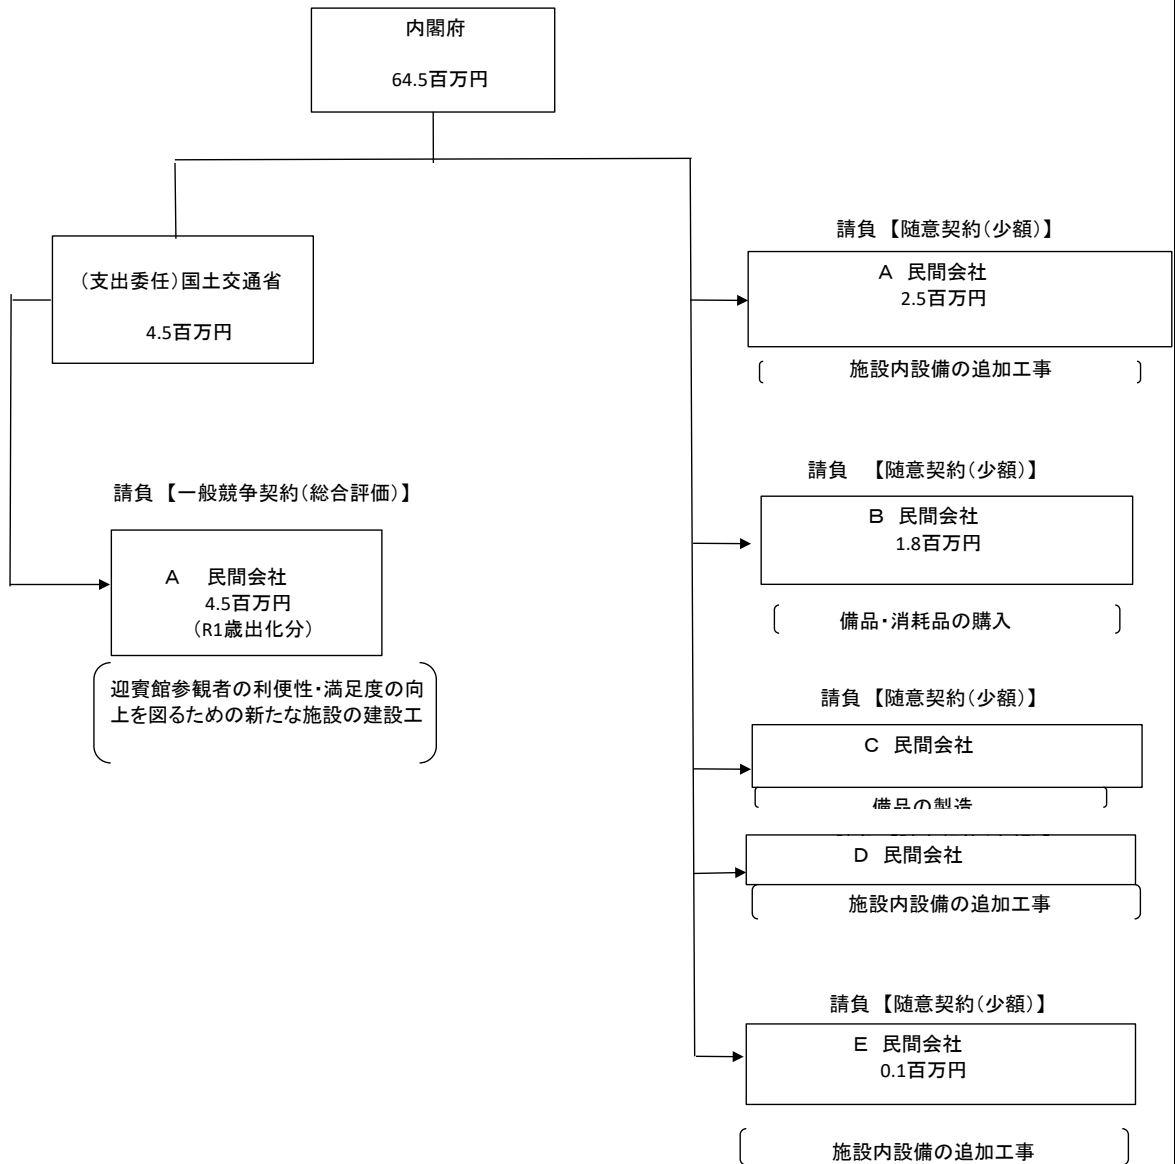 内閣府
64.5百万円
(支出委任)国土交通省
4.5百万円
請負 【一般競争契約(総合評価)】
A 民間会社
4.5百万円
(R1歳出化分)
迎賓館参観者の利便性・満足度の向
上を図るための新たな施設の建設工
請負 【随意契約(少額)】
A 民間会社
2.5百万円
施設内設備の追加工事
請負 【随意契約(少額)】
B 民間会社
1.8百万円
備品・消耗品の購入
請負 【随意契約(少額)】
C 民間会社
備品の製造
D 民間会社
施設内設備の追加工事
請負 【随意契約(少額)】
E 民間会社
0.1百万円
施設内設備の追加工事